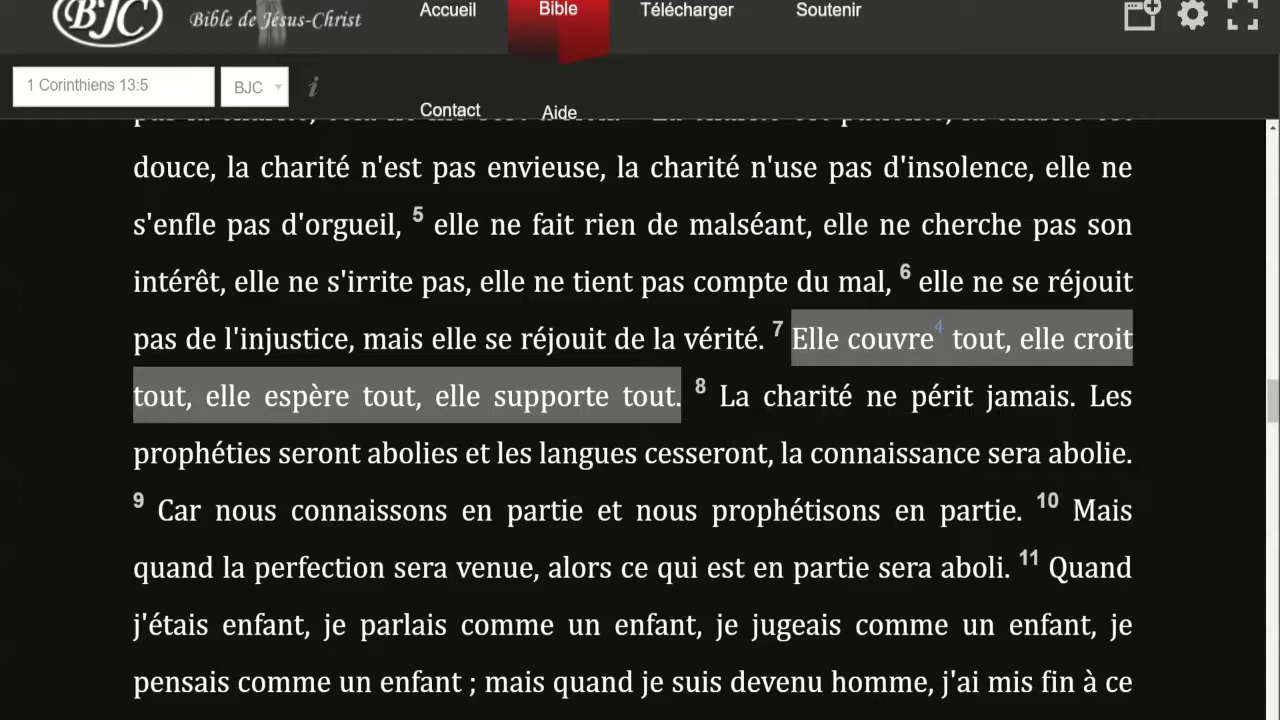 BJC Bible de Jésus-Christ Accueil Bible Télécharger Soutenir
1 Corinthiens 13:5 BJC i Contact Aide
douce, la charité n'est pas envieuse, la charité n'use pas d'insolence, elle ne
s'enfle pas d'orgueil, 5 elle ne fait rien de malséant, elle ne cherche pas son
intérêt, elle ne s'irrite pas, elle ne tient pas compte du mal, 6 elle ne se réjouit
pas de l'injustice, mais elle se réjouit de la vérité. 7 Elle couvre4 tout, elle croit
tout, elle espère tout, elle supporte tout. 8 La charité ne périt jamais. Les
prophéties seront abolies et les langues cesseront, la connaissance sera abolie.
9 Car nous connaissons en partie et nous prophétisons en partie. 10 Mais
quand la perfection sera venue, alors ce qui est en partie sera aboli. 11 Quand
j'étais enfant, je parlais comme un enfant, je jugeais comme un enfant, je
pensais comme un enfant ; mais quand je suis devenu homme, j'ai mis fin à ce